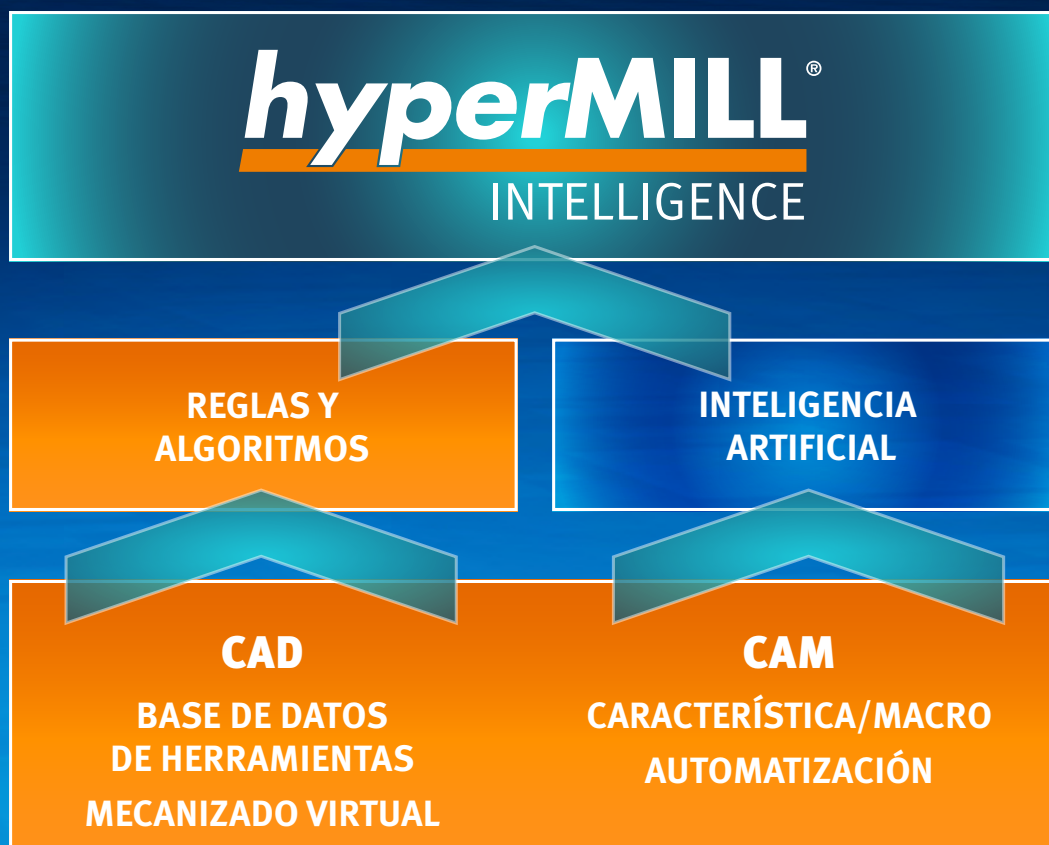 hyperMILL®
INTELLIGENCE
REGLAS Y
ALGORITMOS
INTELIGENCIA
ARTIFICIAL
CAD
BASE DE DATOS
DE HERRAMIENTAS
MECANIZADO VIRTUAL
CAM
CARACTERÍSTICA/MACRO
AUTOMATIZACIÓN